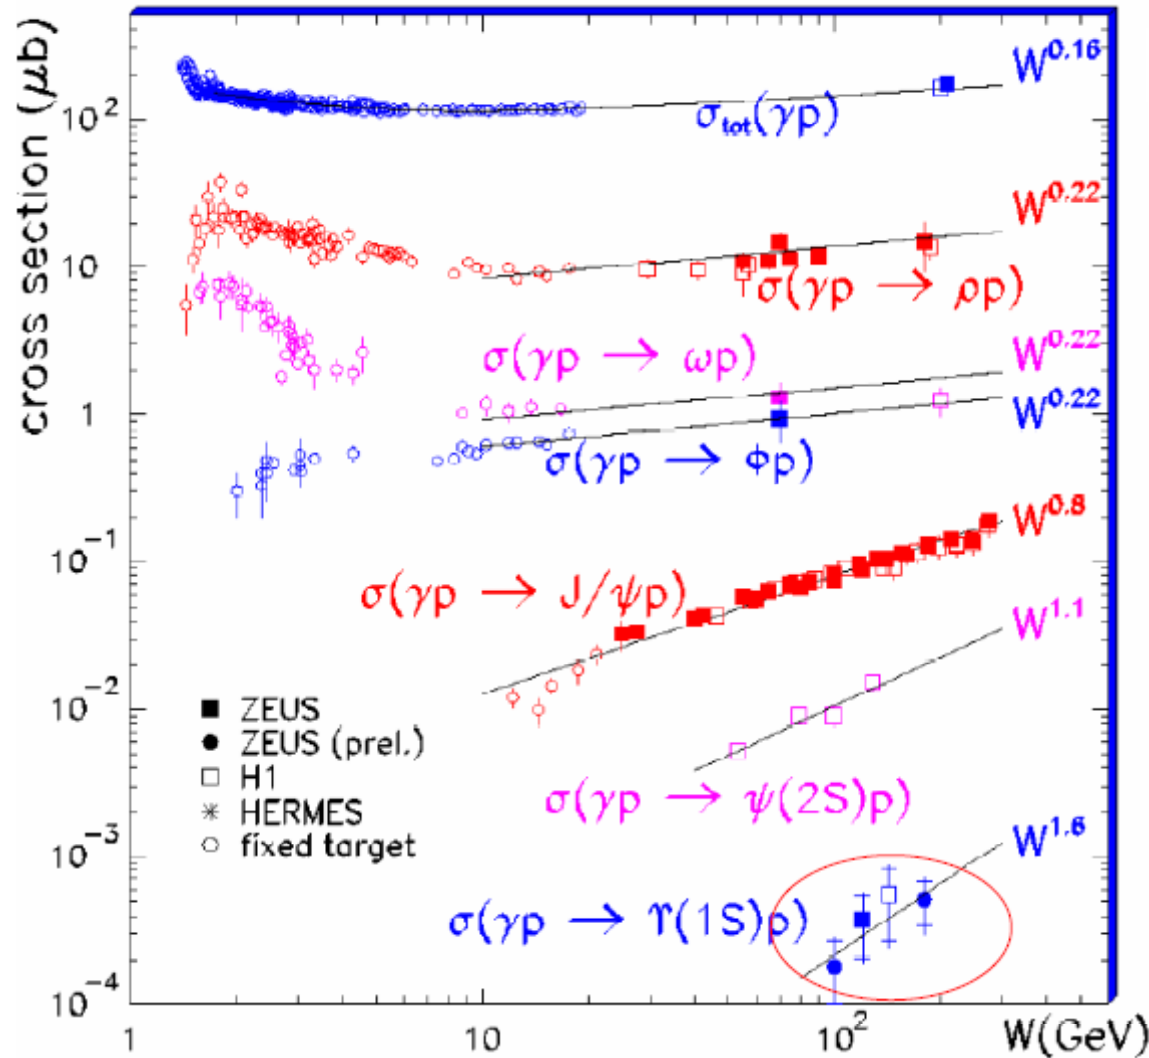 cross section (μb)
10²
10
1
10⁻¹
10⁻²
10⁻³
10⁻⁴
W^0.16
σtot(γp)
W^0.22
σ(γp → ρp)
σ(γp → ωp)
W^0.22
W^0.22
σ(γp → ϕp)
W^0.8
σ(γp → J/ψp)
W^1.1
■ ZEUS
● ZEUS (prel.)
□ H1
✳ HERMES
○ fixed target
σ(γp → ψ(2S)p)
W^1.6
σ(γp → ϒ(1S)p)
1
10
10²
W(GeV)